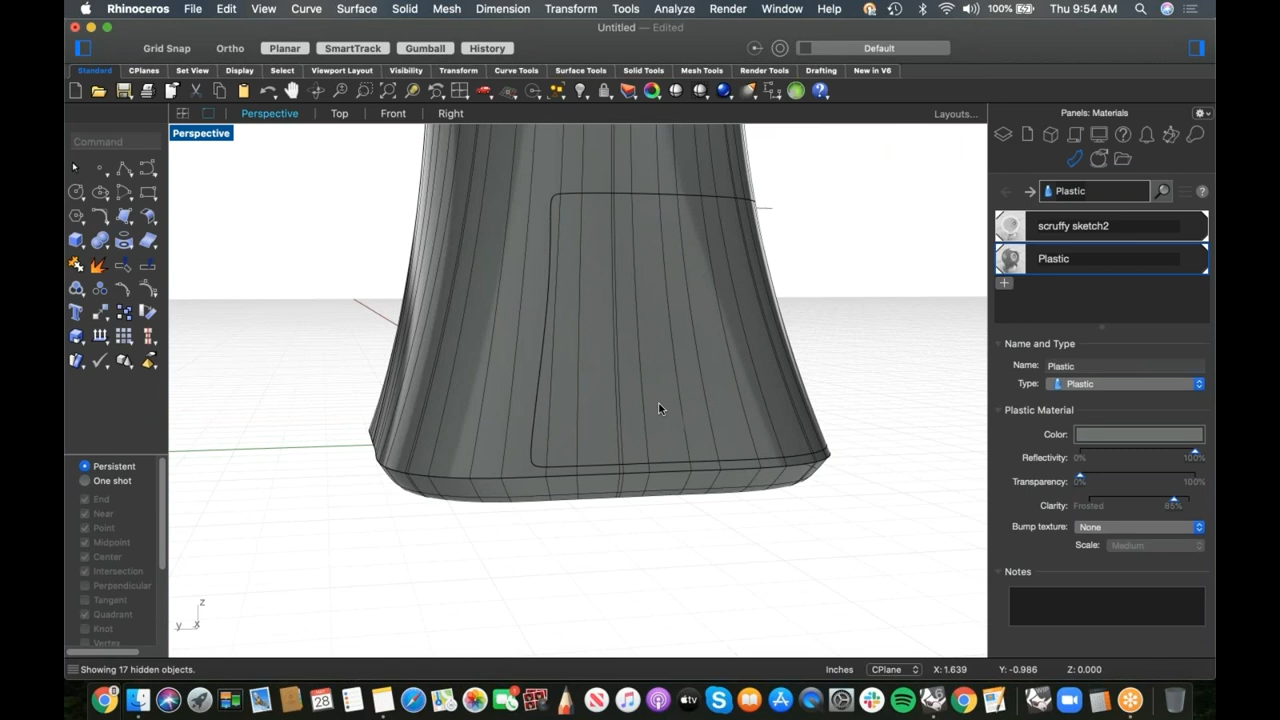 Rhinoceros File Edit View Curve Surface Solid Mesh Dimension Transform Tools Analyze Render Window Help 100% Thu 9:54 AM
Untitled — Edited
Grid Snap Ortho Planar SmartTrack Gumball History Default
Standard CPlanes Set View Display Select Viewport Layout Visibility Transform Curve Tools Surface Tools Solid Tools Mesh Tools Render Tools Drafting New in V6
Perspective Top Front Right Layouts... Panels: Materials
Perspective
Command
Plastic
scruffy sketch2
Plastic
Name and Type
Name: Plastic
Type: Plastic
Plastic Material
Color:
Reflectivity: 0% 100%
Transparency: 0% 100%
Clarity: Frosted 85%
Bump texture: None
Scale: Medium
Notes
Persistent
One shot
End
Near
Point
Midpoint
Center
Intersection
Perpendicular
Tangent
Quadrant
Knot
Vertex
z
y x
Showing 17 hidden objects. Inches CPlane X: 1.639 Y: -0.986 Z: 0.000
28
tv